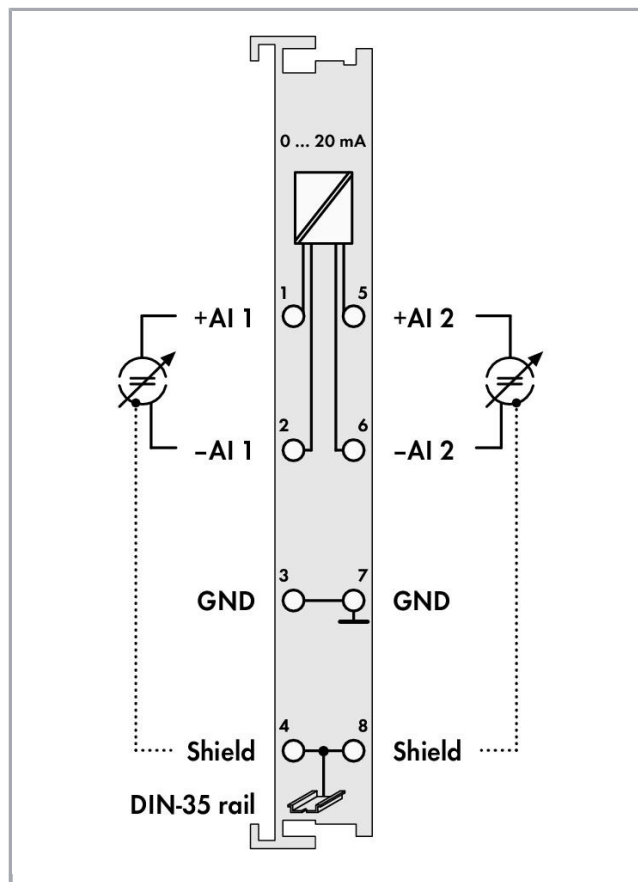 0 ... 20 mA
1 5
+AI 1 +AI 2
2 6
–AI 1 –AI 2
3 7
GND GND
4 8
Shield Shield
DIN-35 rail